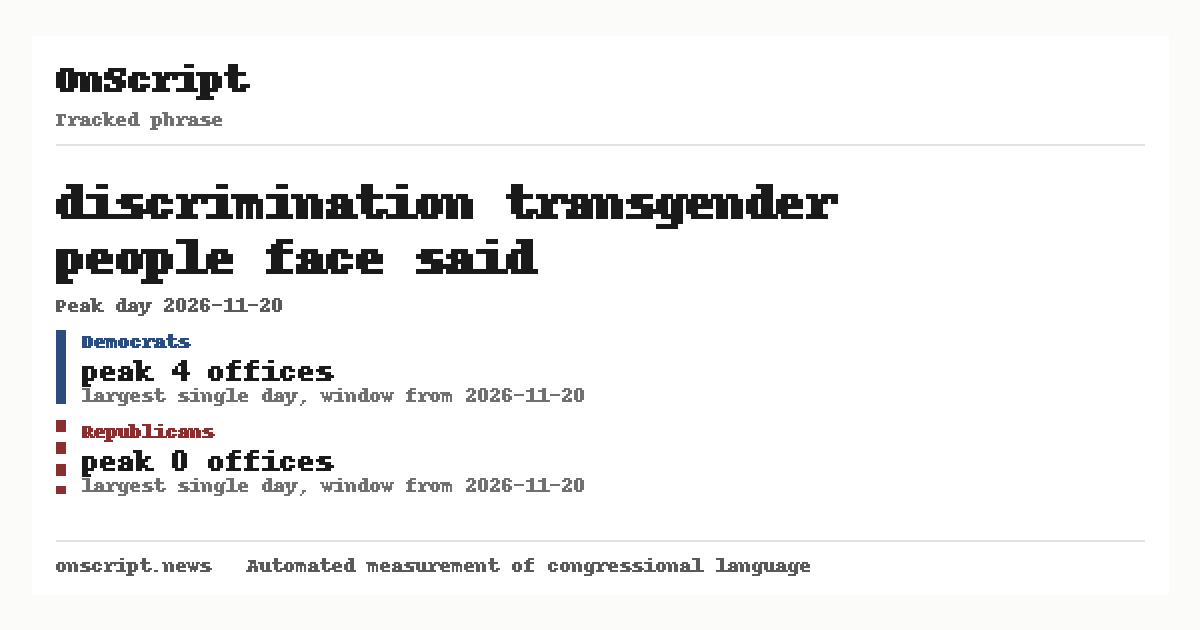 OnScript
Tracked phrase
discrimination transgender
people face said
Peak day 2026-11-20
Democrats
peak 4 offices
largest single day, window from 2026-11-20
Republicans
peak 0 offices
largest single day, window from 2026-11-20
onscript.news Automated measurement of congressional language